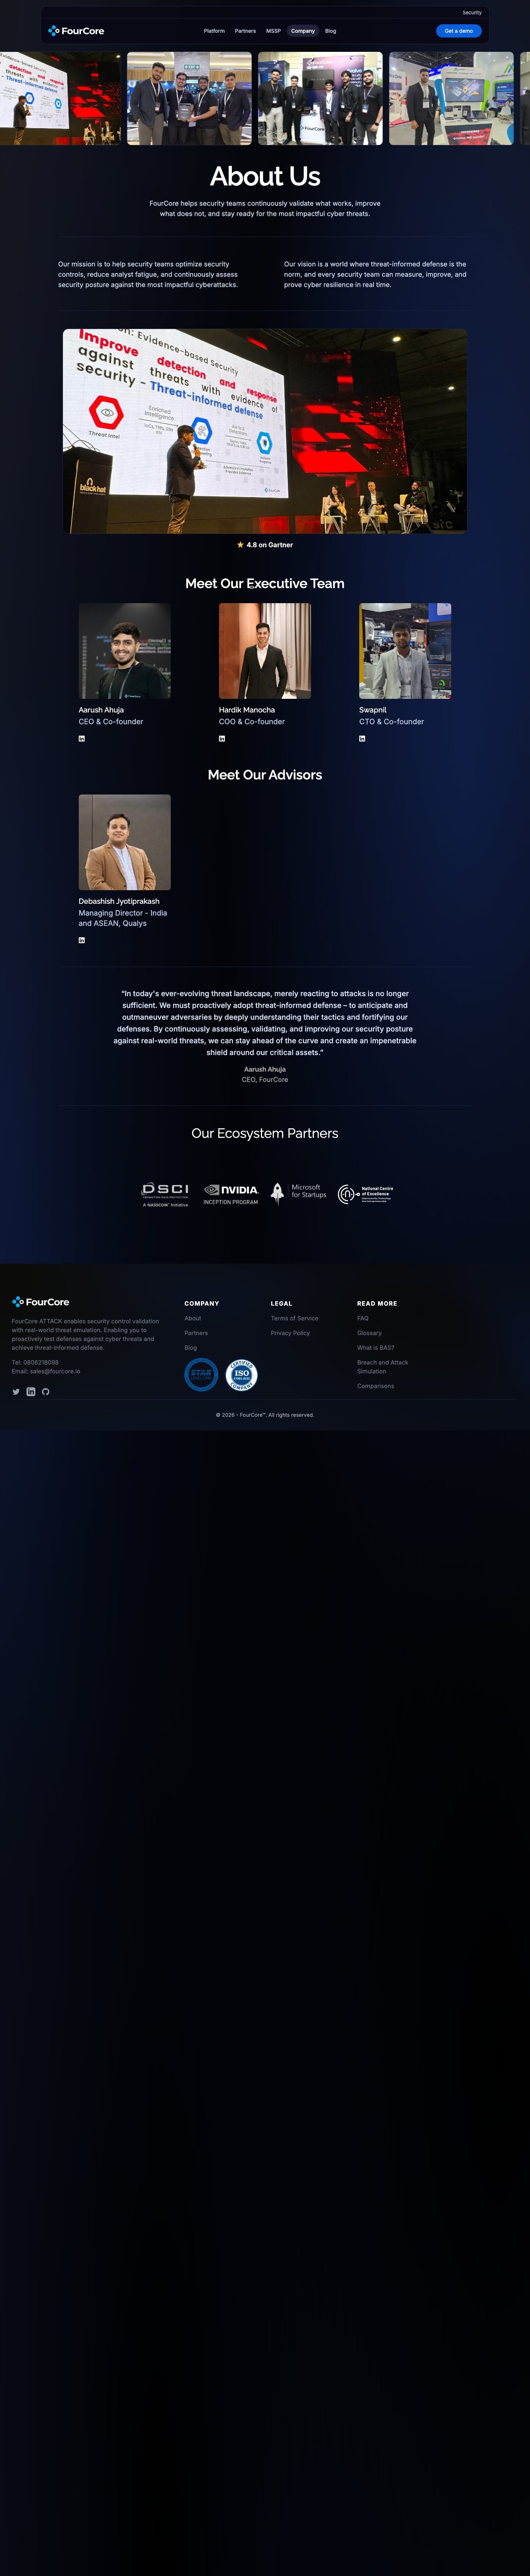 Security
FourCore
Platform
Partners
MSSP
Company
Blog
Get a demo
About Us
FourCore helps security teams continuously validate what works, improve
what does not, and stay ready for the most impactful cyber threats.
Our mission is to help security teams optimize security
controls, reduce analyst fatigue, and continuously assess
security posture against the most impactful cyberattacks.
Our vision is a world where threat-informed defense is the
norm, and every security team can measure, improve, and
prove cyber resilience in real time.
on: Evidence-based Security
Improve detection and response
against threats with evidence of
security - Threat-informed defense
Threat Intel
Enriched
Intelligence
blackhat
4.8 on Gartner
Meet Our Executive Team
Aarush Ahuja
CEO & Co-founder
Hardik Manocha
COO & Co-founder
Swapnil
CTO & Co-founder
Meet Our Advisors
Debashish Jyotiprakash
Managing Director - India
and ASEAN, Qualys
“In today's ever-evolving threat landscape, merely reacting to attacks is no longer
sufficient. We must proactively adopt threat-informed defense – to anticipate and
outmaneuver adversaries by deeply understanding their tactics and fortifying our
defenses. By continuously assessing, validating, and improving our security posture
against real-world threats, we can stay ahead of the curve and create an impenetrable
shield around our critical assets.”
Aarush Ahuja
CEO, FourCore
Our Ecosystem Partners
DSCI
PROMOTING DATA PROTECTION
A NASSCOM® Initiative
NVIDIA.
INCEPTION PROGRAM
Microsoft
for Startups
National Centre
of Excellence
FourCore
FourCore ATTACK enables security control validation
with real-world threat emulation. Enabling you to
proactively test defenses against cyber threats and
achieve threat-informed defense.
Tel: 0806218098
Email: sales@fourcore.io
COMPANY
About
Partners
Blog
STAR
CERTIFIED
ISO
COMPANY
LEGAL
Terms of Service
Privacy Policy
READ MORE
FAQ
Glossary
What is BAS?
Breach and Attack
Simulation
Comparisons
© 2026 - FourCore™. All rights reserved.